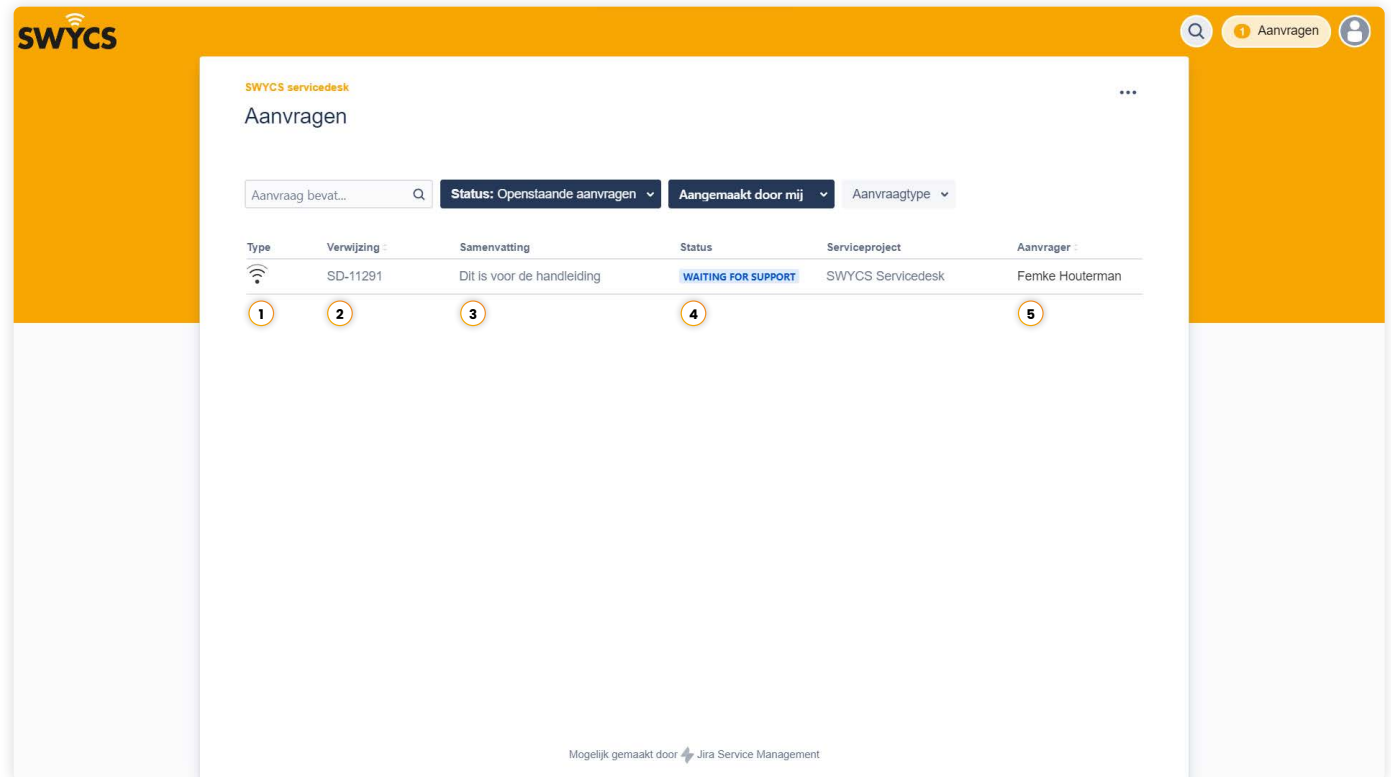 SWYCS
1 Aanvragen
SWYCS servicedesk
Aanvragen
Aanvraag bevat...
Status: Openstaande aanvragen
Aangemaakt door mij
Aanvraagtype
Type Verwijzing Samenvatting Status Serviceproject Aanvrager
SD-11291 Dit is voor de handleiding WAITING FOR SUPPORT SWYCS Servicedesk Femke Houterman
1 2 3 4 5
Mogelijk gemaakt door Jira Service Management